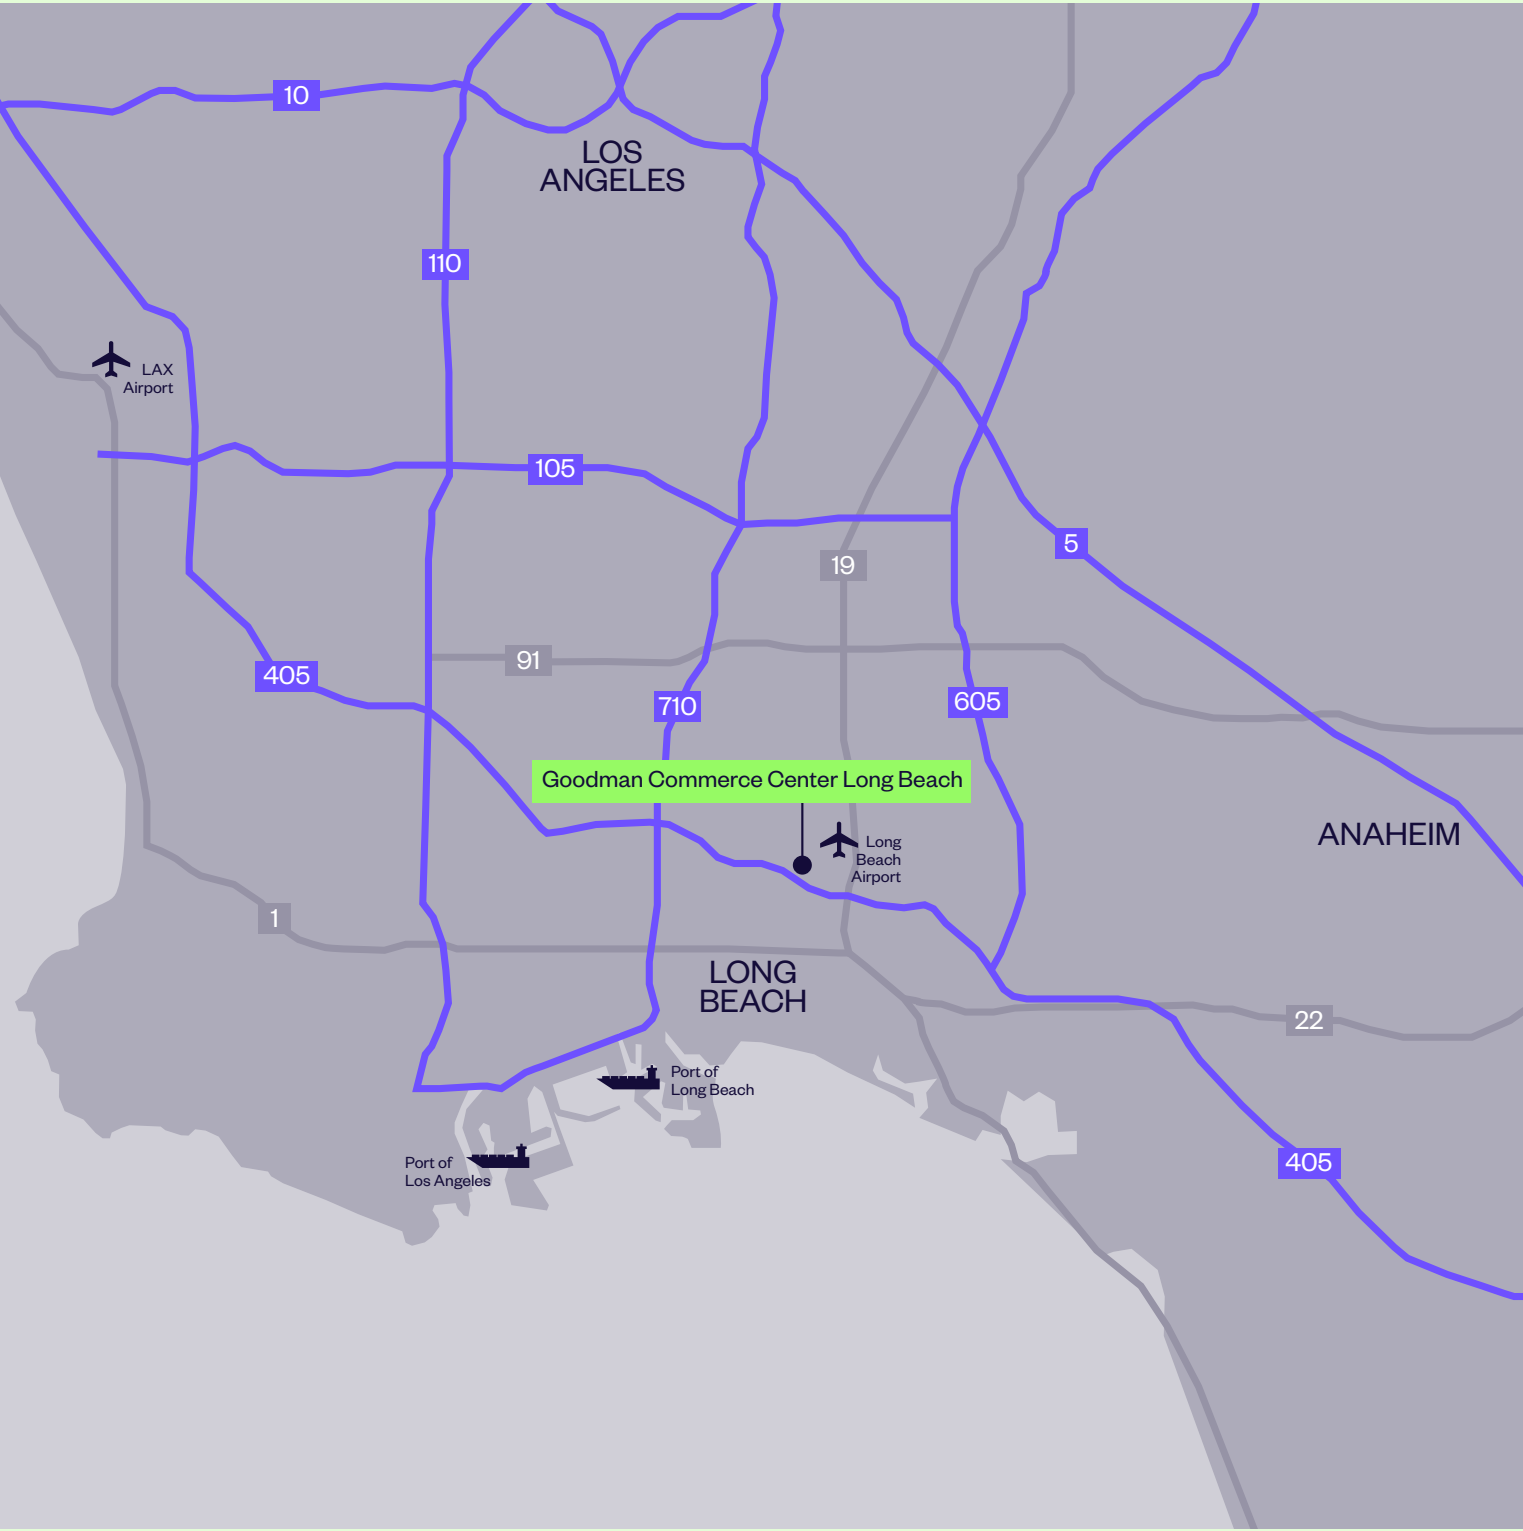 10
LOS
ANGELES
110
LAX
Airport
105
5
19
91
405
710
605
Goodman Commerce Center Long Beach
ANAHEIM
Long
Beach
Airport
1
LONG
BEACH
22
Port of
Long Beach
Port of
Los Angeles
405